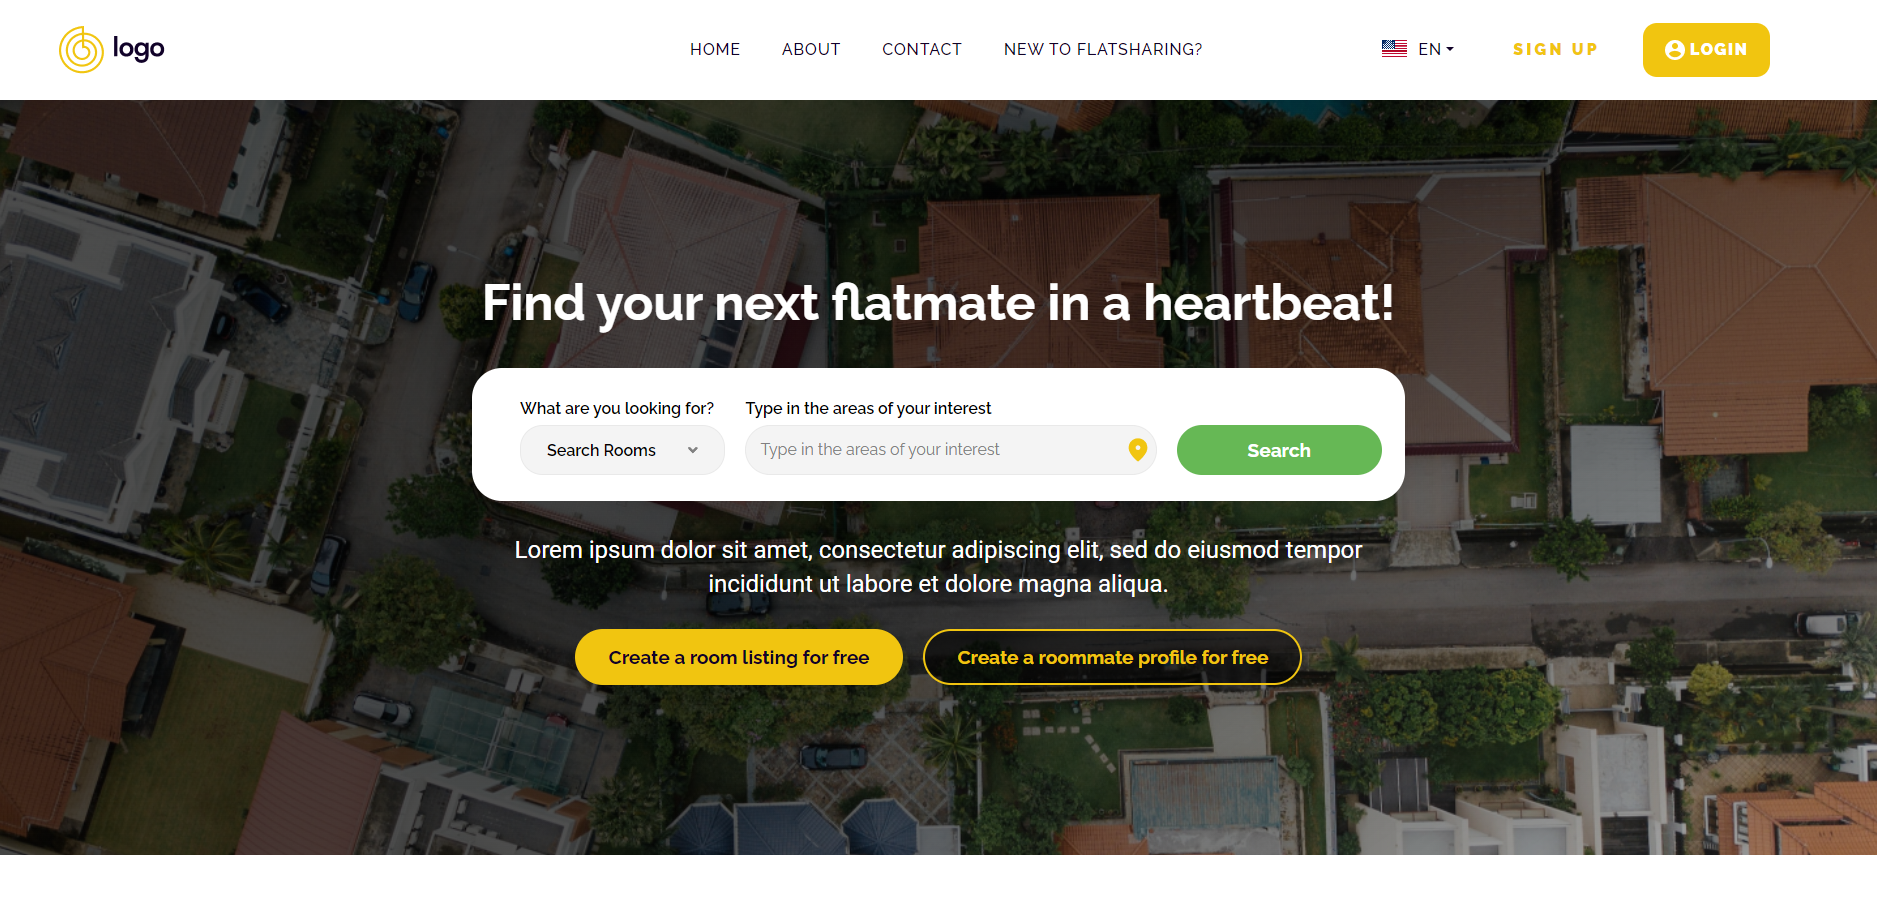 logo
HOME ABOUT CONTACT NEW TO FLATSHARING?
EN
SIGN UP
LOGIN
Find your next flatmate in a heartbeat!
What are you looking for?
Search Rooms
Type in the areas of your interest
Type in the areas of your interest
Search
Lorem ipsum dolor sit amet, consectetur adipiscing elit, sed do eiusmod tempor
incididunt ut labore et dolore magna aliqua.
Create a room listing for free
Create a roommate profile for free